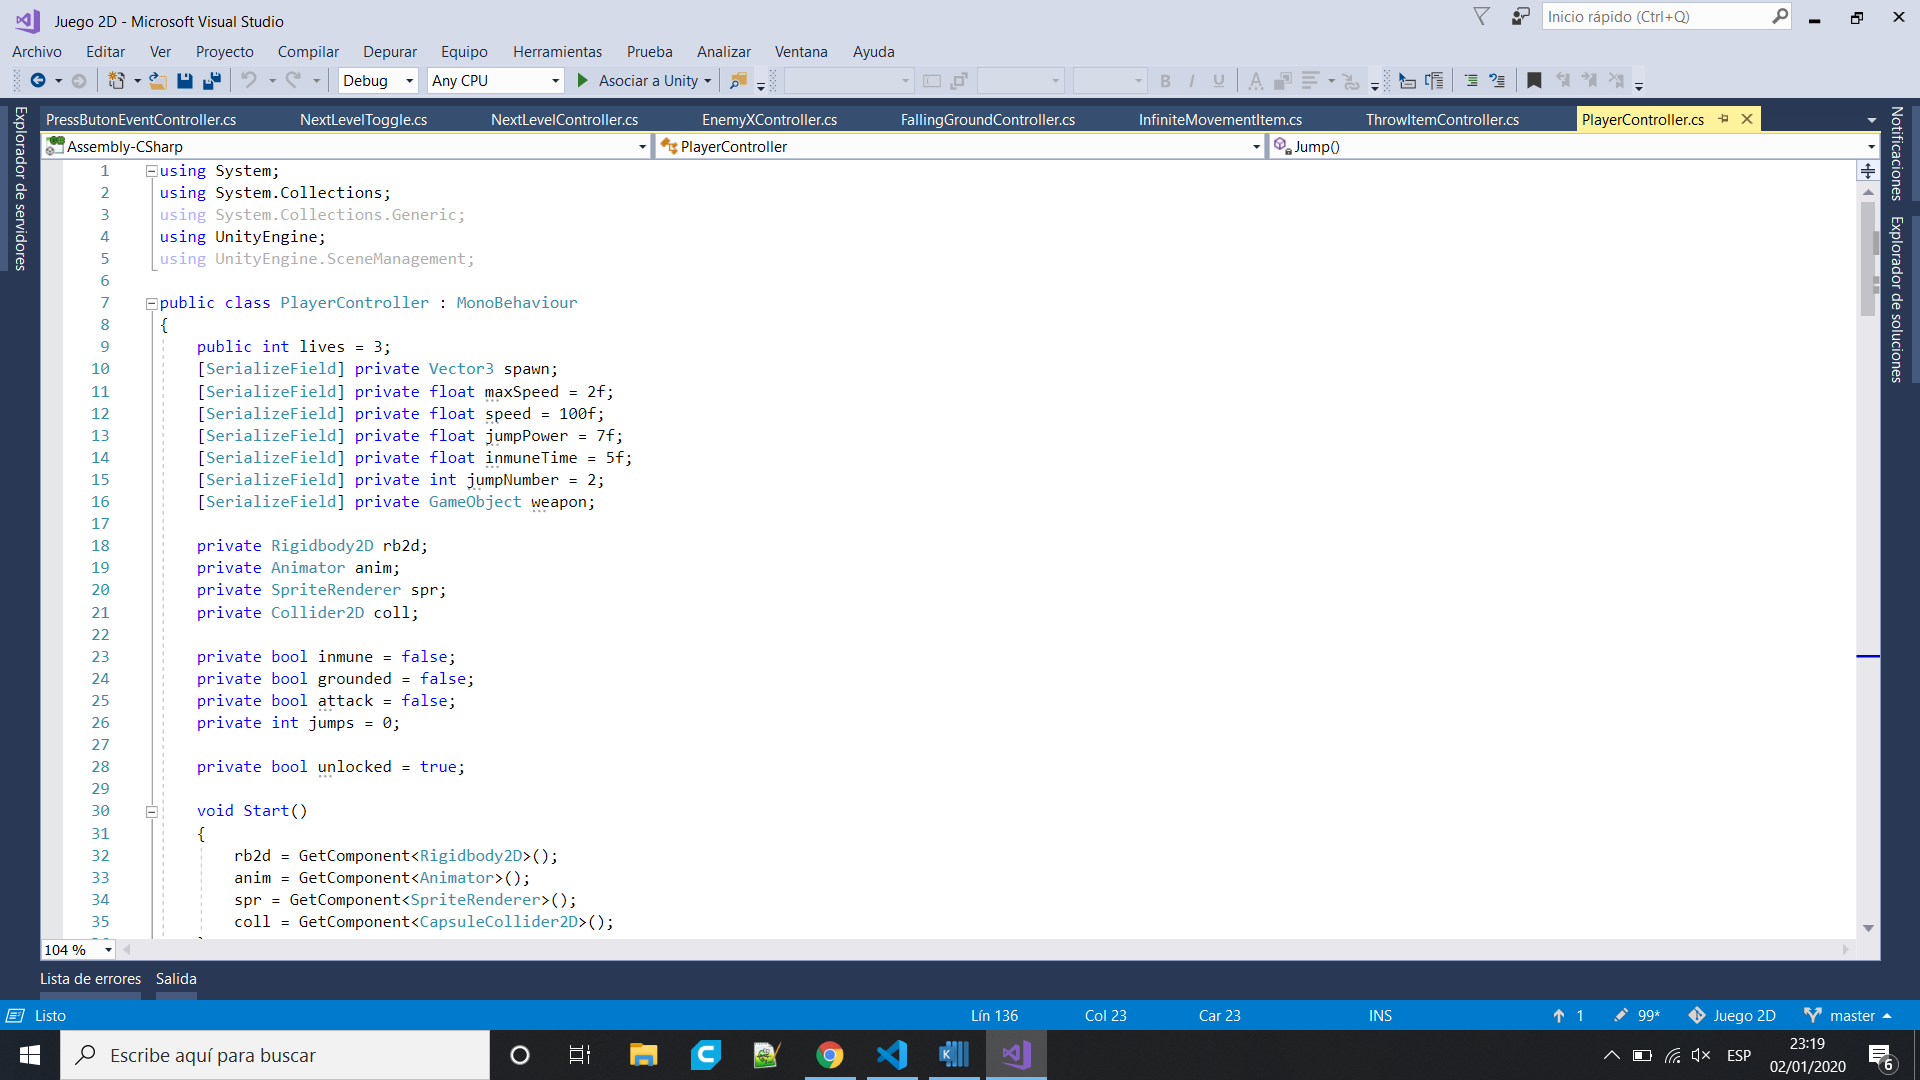 Juego 2D - Microsoft Visual Studio
Inicio rápido (Ctrl+Q)
Archivo Editar Ver Proyecto Compilar Depurar Equipo Herramientas Prueba Analizar Ventana Ayuda
Debug Any CPU Asociar a Unity B I U A
Explorador de servidores
PressButonEventController.cs NextLevelToggle.cs NextLevelController.cs EnemyXController.cs FallingGroundController.cs InfiniteMovementItem.cs ThrowItemController.cs PlayerController.cs
Notificaciones
Explorador de soluciones
Assembly-CSharp PlayerController Jump()
1 using System;
2 using System.Collections;
3 using System.Collections.Generic;
4 using UnityEngine;
5 using UnityEngine.SceneManagement;
6
7 public class PlayerController : MonoBehaviour
8 {
9 public int lives = 3;
10 [SerializeField] private Vector3 spawn;
11 [SerializeField] private float maxSpeed = 2f;
12 [SerializeField] private float speed = 100f;
13 [SerializeField] private float jumpPower = 7f;
14 [SerializeField] private float inmuneTime = 5f;
15 [SerializeField] private int jumpNumber = 2;
16 [SerializeField] private GameObject weapon;
17
18 private Rigidbody2D rb2d;
19 private Animator anim;
20 private SpriteRenderer spr;
21 private Collider2D coll;
22
23 private bool inmune = false;
24 private bool grounded = false;
25 private bool attack = false;
26 private int jumps = 0;
27
28 private bool unlocked = true;
29
30 void Start()
31 {
32 rb2d = GetComponent<Rigidbody2D>();
33 anim = GetComponent<Animator>();
34 spr = GetComponent<SpriteRenderer>();
35 coll = GetComponent<CapsuleCollider2D>();
104 %
Lista de errores Salida
Listo Lín 136 Col 23 Car 23 INS 1 99* Juego 2D master
Escribe aquí para buscar
ESP
23:19
02/01/2020
6